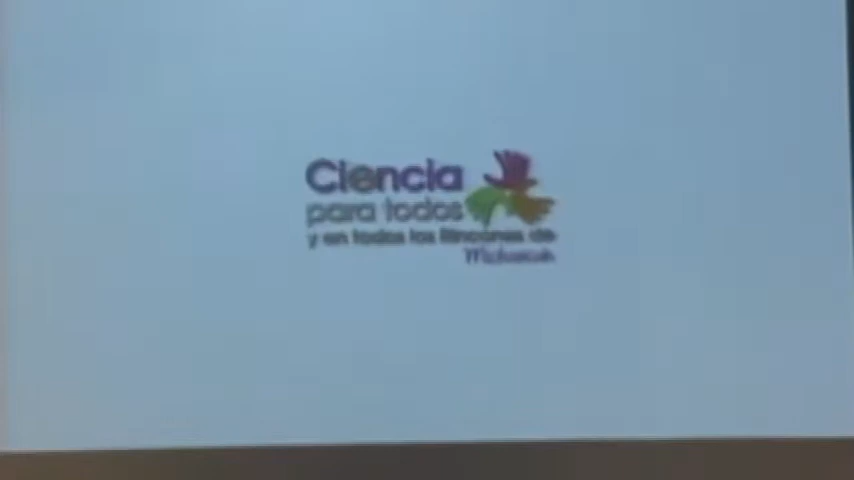 Ciencia
para todos
y en todos los Rincones de
Michoacán